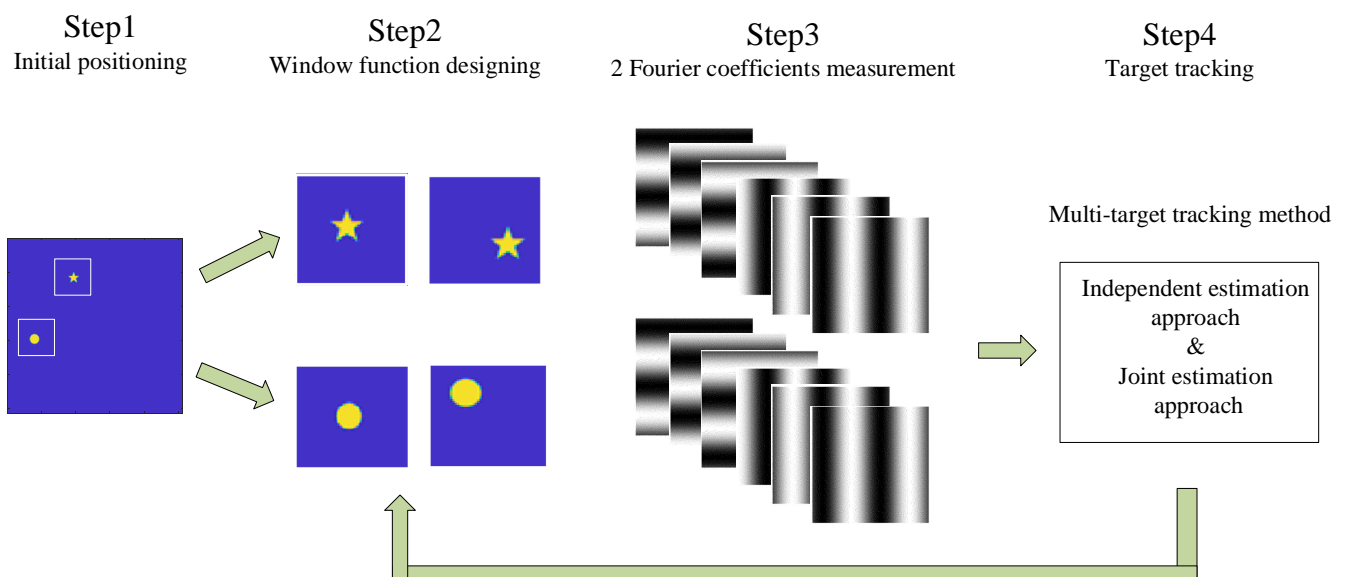 Step1
Initial positioning
Step2
Window function designing
Step3
2 Fourier coefficients measurement
Step4
Target tracking
Multi-target tracking method
Independent estimation
approach
&
Joint estimation
approach